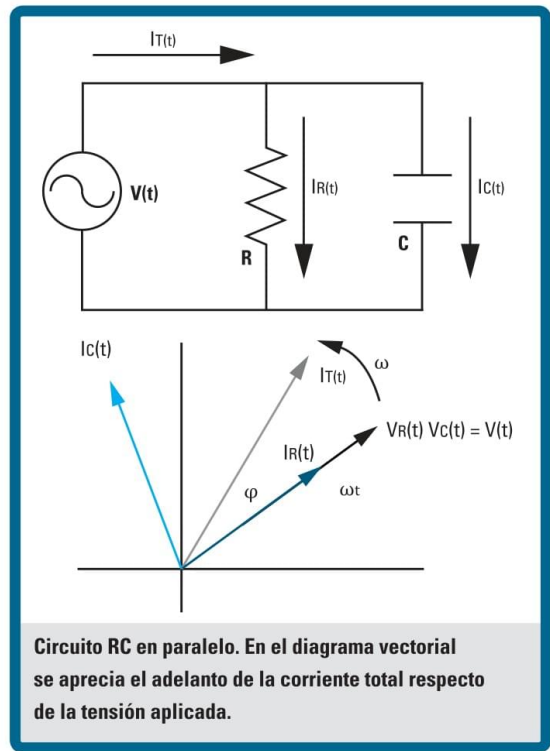 IT(t)
V(t)
R
IR(t)
C
IC(t)
IC(t)
IT(t)
ω
VR(t) VC(t) = V(t)
IR(t)
φ
ωt
Circuito RC en paralelo. En el diagrama vectorial
se aprecia el adelanto de la corriente total respecto
de la tensión aplicada.